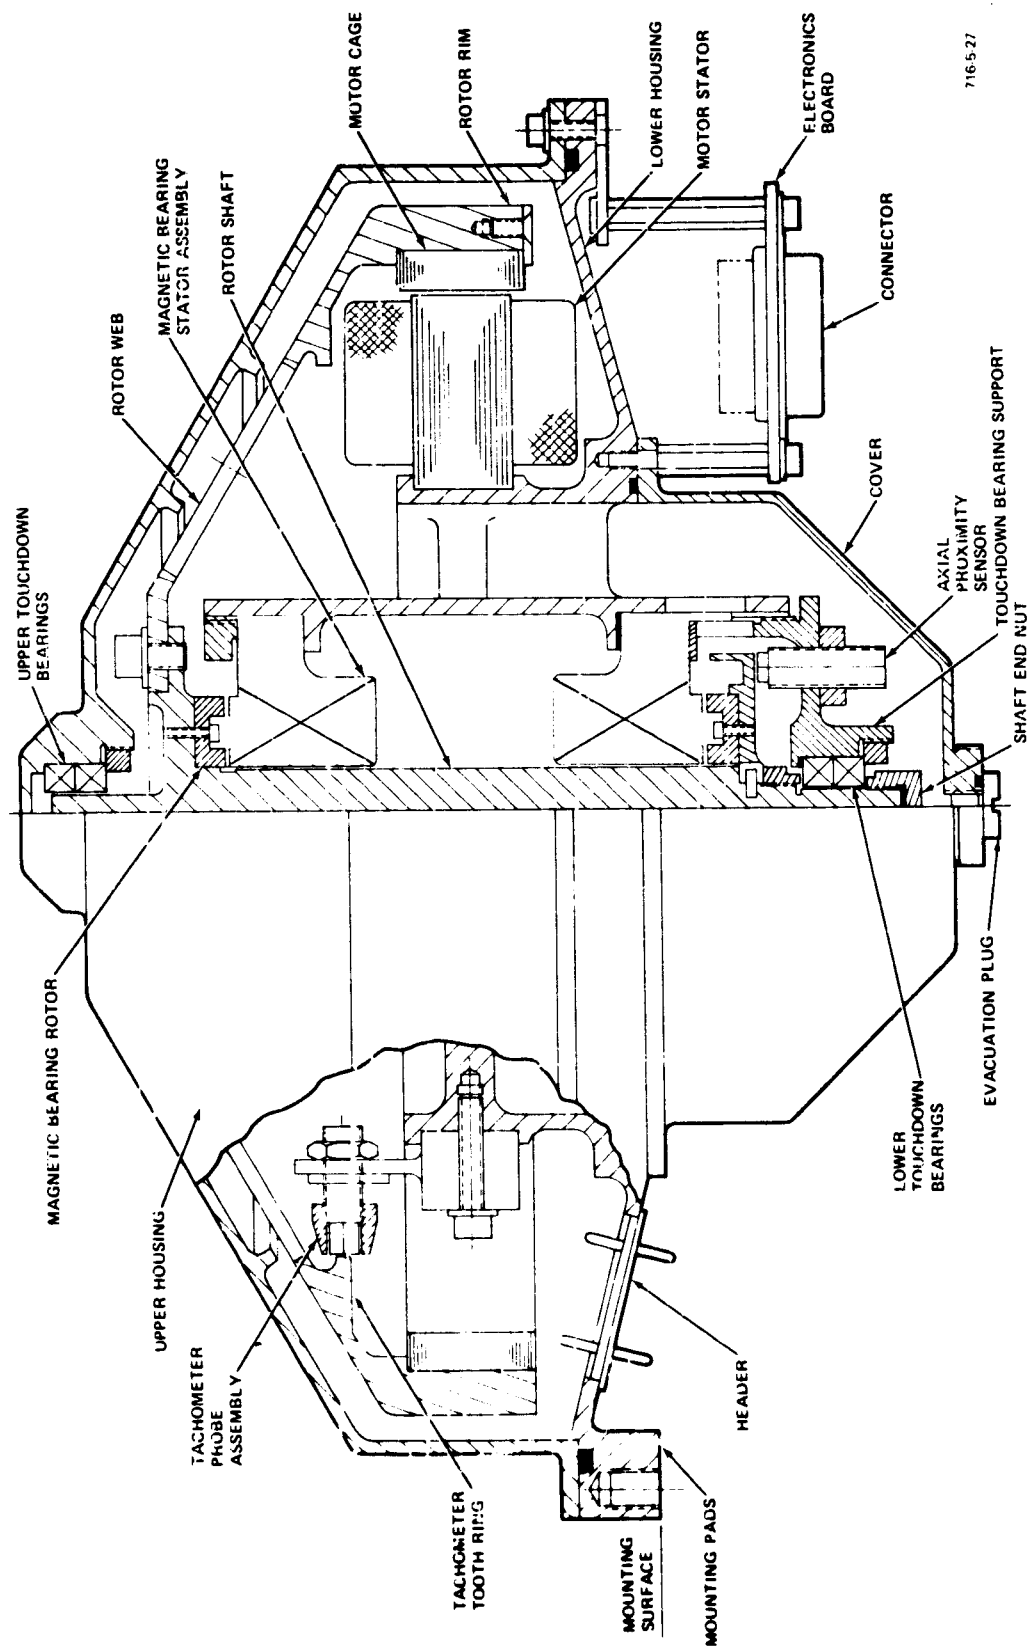 MOTOR CAGE
ROTOR RIM
LOWER HOUSING
MOTOR STATOR
ELECTRONICS
BOARD
716-5-27
MAGNETIC BEARING
STATOR ASSEMBLY
ROTOR SHAFT
ROTOR WEB
CONNECTOR
UPPER TOUCHDOWN
BEARINGS
COVER
AXIAL
PROXIMITY
SENSOR
TOUCHDOWN BEARING SUPPORT
SHAFT END NUT
MAGNETIC BEARING ROTOR
EVACUATION PLUG
LOWER
TOUCHDOWN
BEARINGS
UPPER HOUSING
TACHOMETER
PROBE
ASSEMBLY
HEADER
TACHOMETER
TOOTH RING
MOUNTING
SURFACE
MOUNTING PADS